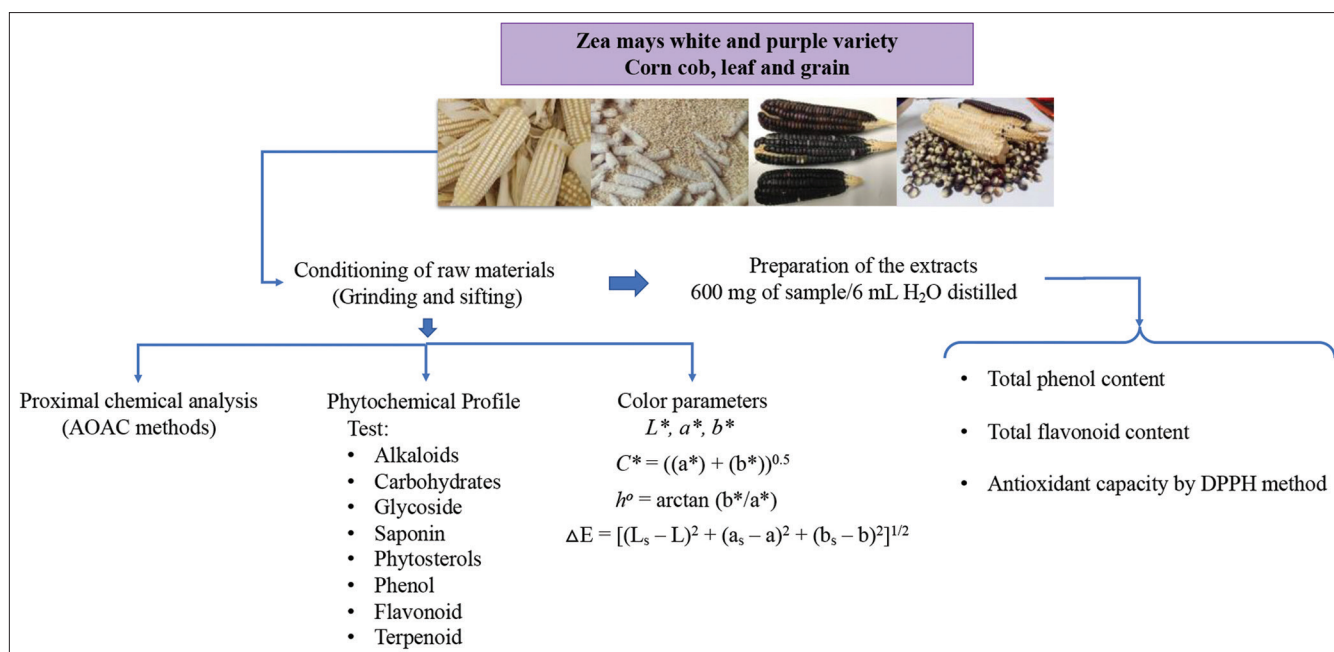 Zea mays white and purple variety
Corn cob, leaf and grain
Conditioning of raw materials
(Grinding and sifting)
Preparation of the extracts
600 mg of sample/6 mL H₂O distilled
Proximal chemical analysis
(AOAC methods)
Phytochemical Profile
Test:
• Alkaloids
• Carbohydrates
• Glycoside
• Saponin
• Phytosterols
• Phenol
• Flavonoid
• Terpenoid
Color parameters
L*, a*, b*
C* = ((a*) + (b*))⁰·⁵
hº = arctan (b*/a*)
△E = [(Lₛ – L)² + (aₛ – a)² + (bₛ – b)²]¹/²
• Total phenol content
• Total flavonoid content
• Antioxidant capacity by DPPH method